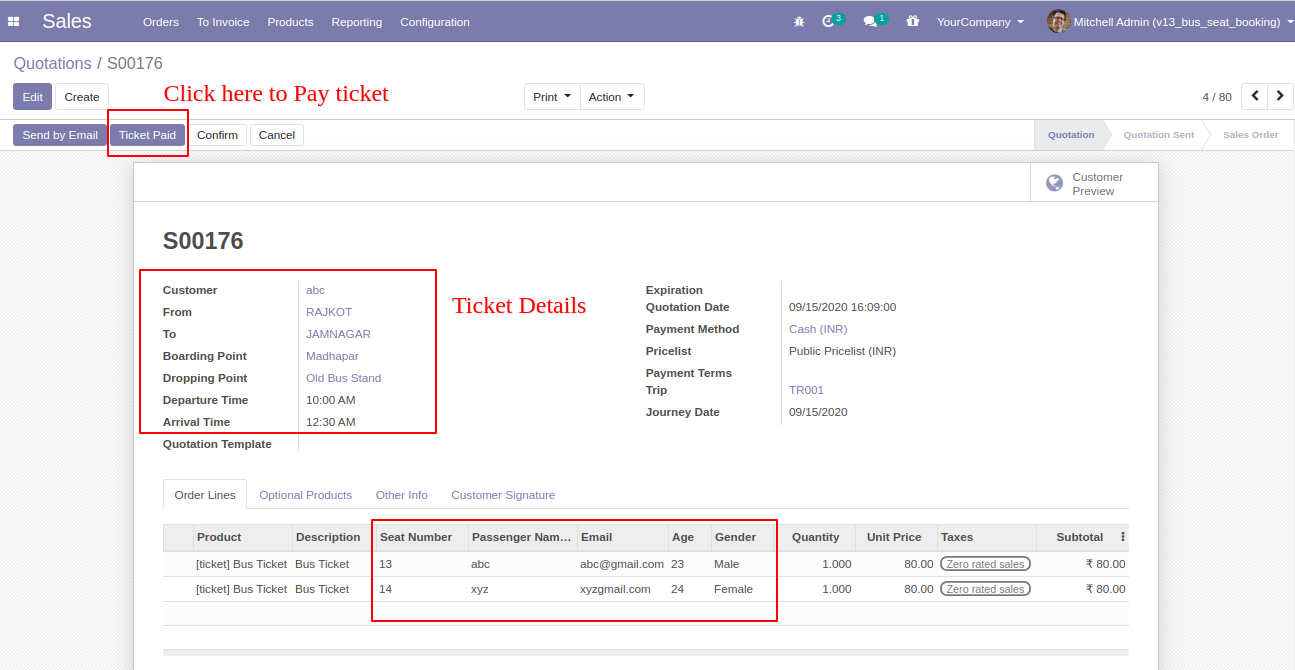 Sales Orders To Invoice Products Reporting Configuration 3 1 YourCompany Mitchell Admin (v13_bus_seat_booking)
Quotations / S00176
Click here to Pay ticket
Edit Create Print Action 4 / 80
Send by Email Ticket Paid Confirm Cancel Quotation Quotation Sent Sales Order
Customer
Preview
S00176
Ticket Details
Customer abc
From RAJKOT
To JAMNAGAR
Boarding Point Madhapar
Dropping Point Old Bus Stand
Departure Time 10:00 AM
Arrival Time 12:30 AM
Quotation Template
Expiration
Quotation Date 09/15/2020 16:09:00
Payment Method Cash (INR)
Pricelist Public Pricelist (INR)
Payment Terms
Trip TR001
Journey Date 09/15/2020
Order Lines Optional Products Other Info Customer Signature
Product Description Seat Number Passenger Nam... Email Age Gender Quantity Unit Price Taxes Subtotal
[ticket] Bus Ticket Bus Ticket 13 abc abc@gmail.com 23 Male 1.000 80.00 Zero rated sales ₹ 80.00
[ticket] Bus Ticket Bus Ticket 14 xyz xyzgmail.com 24 Female 1.000 80.00 Zero rated sales ₹ 80.00